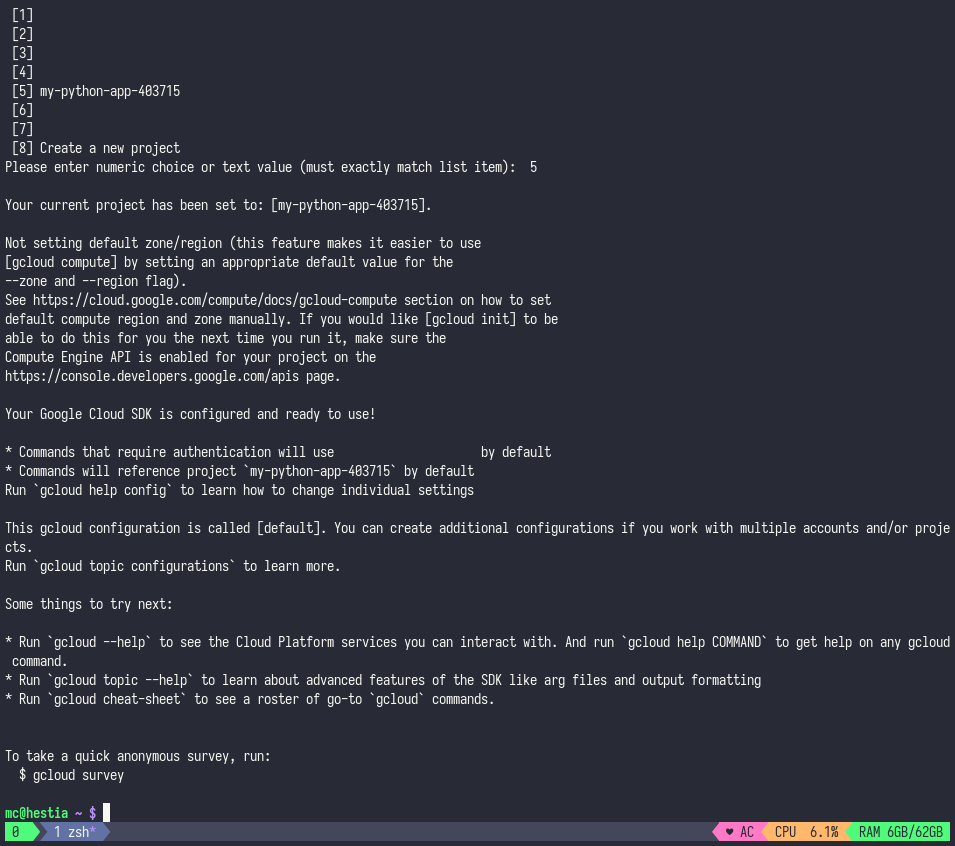 [1]
[2]
[3]
[4]
[5] my-python-app-403715
[6]
[7]
[8] Create a new project
Please enter numeric choice or text value (must exactly match list item):  5
Your current project has been set to: [my-python-app-403715].
Not setting default zone/region (this feature makes it easier to use
[gcloud compute] by setting an appropriate default value for the
--zone and --region flag).
See https://cloud.google.com/compute/docs/gcloud-compute section on how to set
default compute region and zone manually. If you would like [gcloud init] to be
able to do this for you the next time you run it, make sure the
Compute Engine API is enabled for your project on the
https://console.developers.google.com/apis page.
Your Google Cloud SDK is configured and ready to use!
* Commands that require authentication will use                     by default
* Commands will reference project `my-python-app-403715` by default
Run `gcloud help config` to learn how to change individual settings
This gcloud configuration is called [default]. You can create additional configurations if you work with multiple accounts and/or proje
cts.
Run `gcloud topic configurations` to learn more.
Some things to try next:
* Run `gcloud --help` to see the Cloud Platform services you can interact with. And run `gcloud help COMMAND` to get help on any gcloud
command.
* Run `gcloud topic --help` to learn about advanced features of the SDK like arg files and output formatting
* Run `gcloud cheat-sheet` to see a roster of go-to `gcloud` commands.
To take a quick anonymous survey, run:
$ gcloud survey
mc@hestia ~ $
0 1 zsh* ♥ AC CPU  6.1% RAM 6GB/62GB